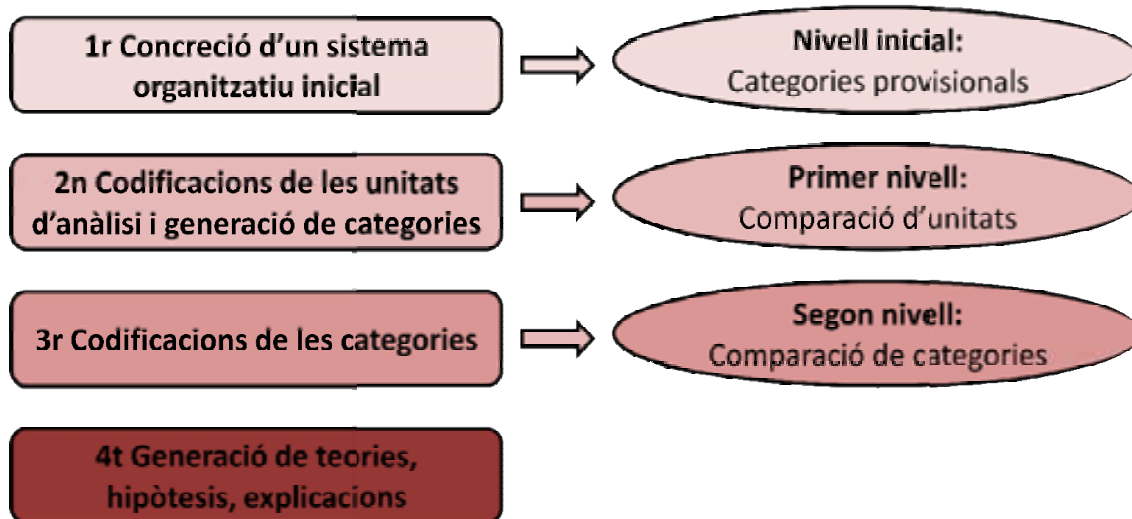 1r Concreció d'un sistema
organitzatiu inicial
Nivell inicial:
Categories provisionals
2n Codificacions de les unitats
d'anàlisi i generació de categories
Primer nivell:
Comparació d'unitats
3r Codificacions de les categories
Segon nivell:
Comparació de categories
4t Generació de teories,
hipòtesis, explicacions